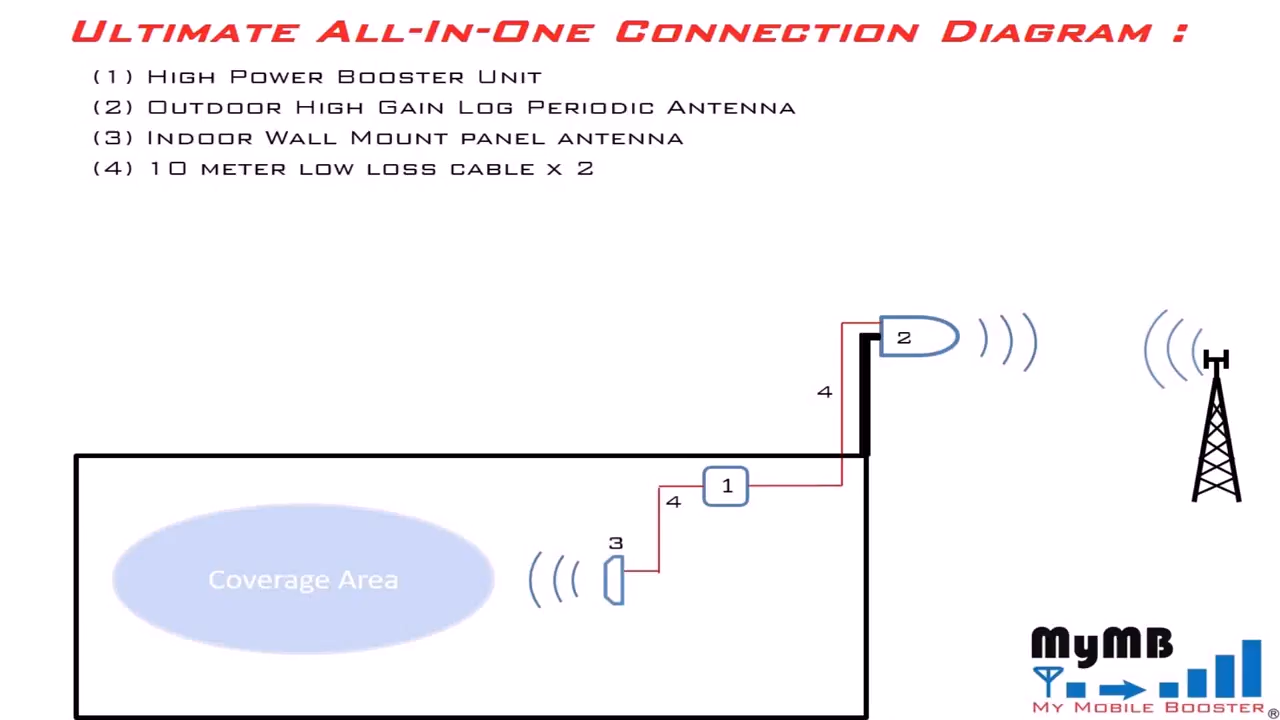 Ultimate All-In-One Connection Diagram :
(1) High Power Booster Unit
(2) Outdoor High Gain Log Periodic Antenna
(3) Indoor Wall Mount panel antenna
(4) 10 meter low loss cable x 2
2
4
1
4
3
Coverage Area
MyMB
My Mobile Booster®